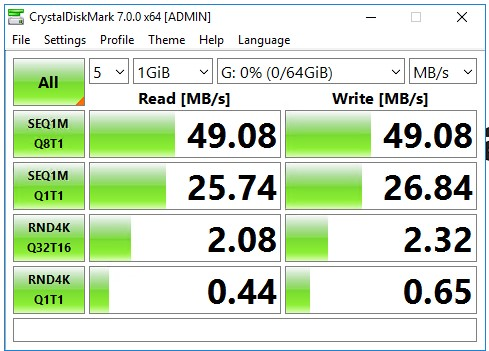 CrystalDiskMark 7.0.0 x64 [ADMIN]
File Settings Profile Theme Help Language
All 5 1GiB G: 0% (0/64GiB) MB/s
Read [MB/s] Write [MB/s]
SEQ1M
Q8T1 49.08 49.08
SEQ1M
Q1T1 25.74 26.84
RND4K
Q32T16 2.08 2.32
RND4K
Q1T1 0.44 0.65